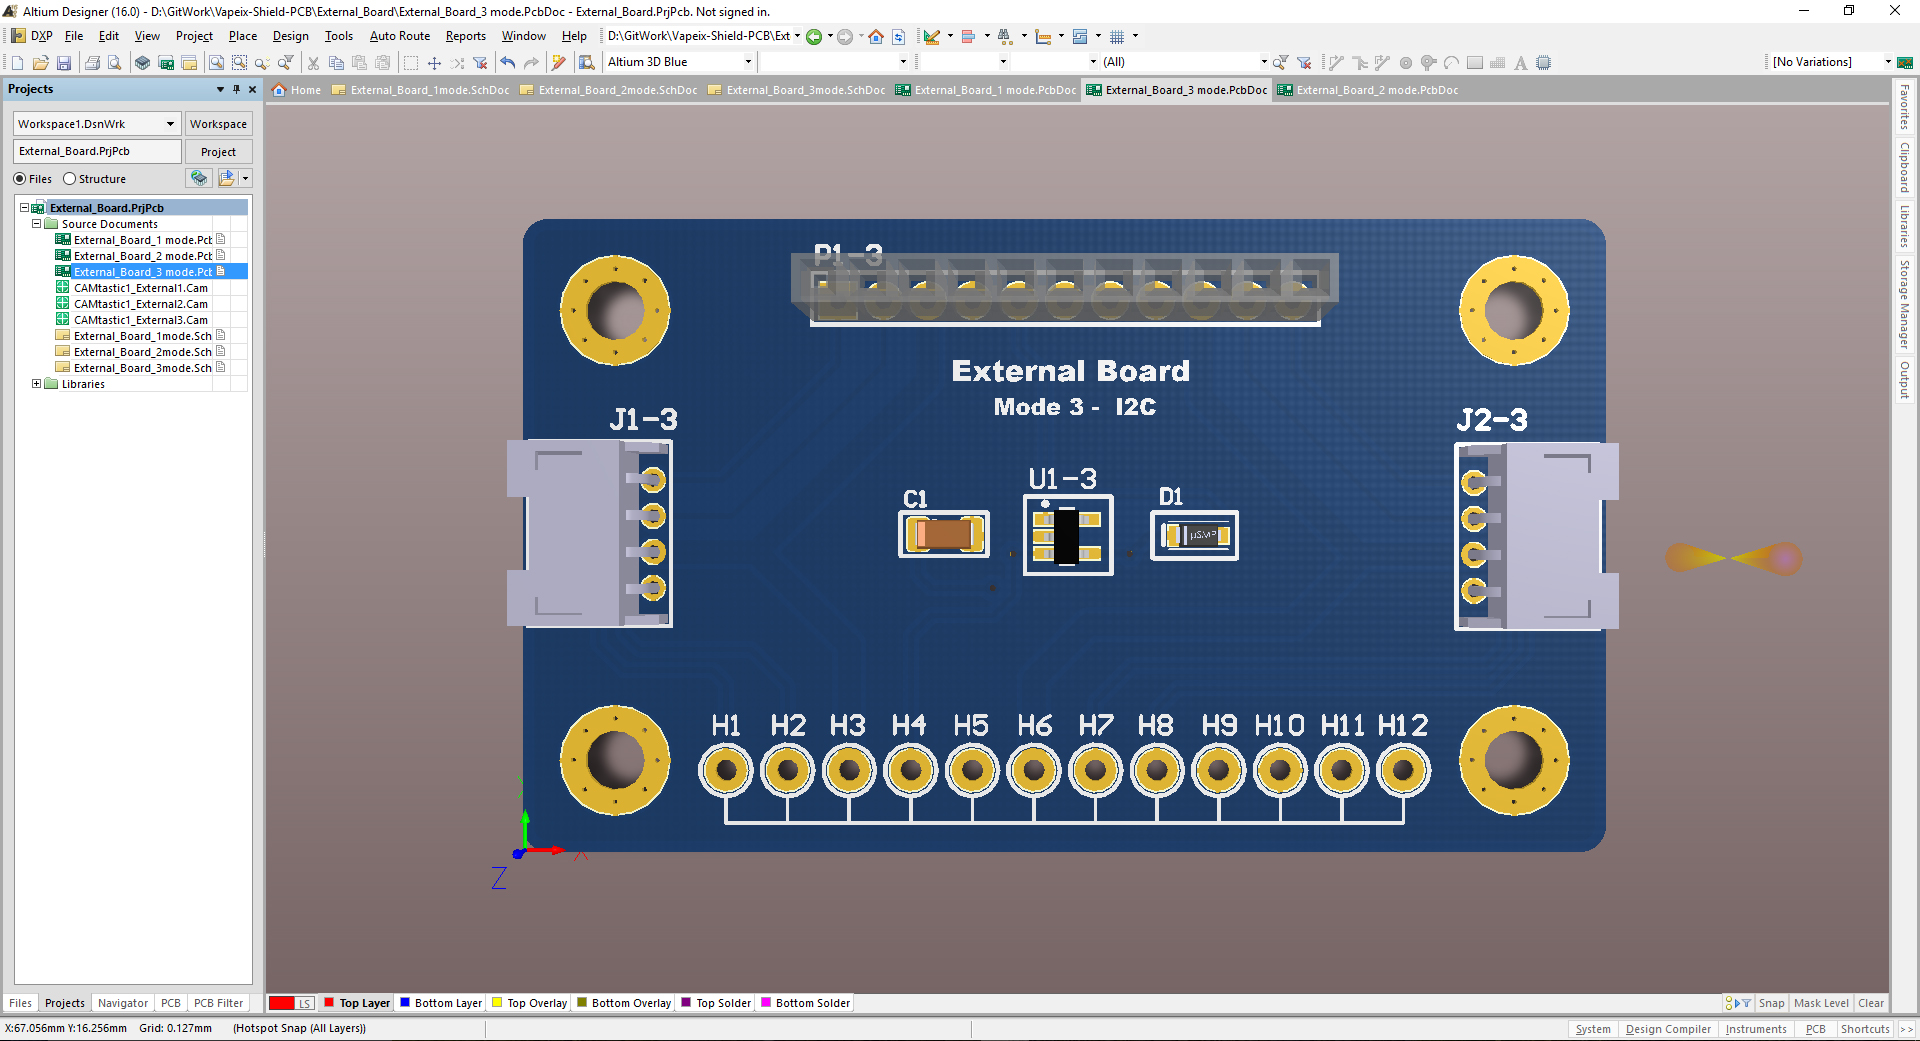 Altium Designer (16.0) - D:\GitWork\Vapeix-Shield-PCB\External_Board\External_Board_3 mode.PcbDoc - External_Board.PrjPcb. Not signed in.
DXP File Edit View Project Place Design Tools Auto Route Reports Window Help D:\GitWork\Vapeix-Shield-PCB\Ext
Altium 3D Blue (All) [No Variations]
Projects
Home External_Board_1mode.SchDoc External_Board_2mode.SchDoc External_Board_3mode.SchDoc External_Board_1 mode.PcbDoc External_Board_3 mode.PcbDoc External_Board_2 mode.PcbDoc
Workspace1.DsnWrk Workspace
External_Board.PrjPcb Project
Files Structure
External_Board.PrjPcb
Source Documents
External_Board_1 mode.Pcb
External_Board_2 mode.Pcb
External_Board_3 mode.Pcb
CAMtastic1_External1.Cam
CAMtastic1_External2.Cam
CAMtastic1_External3.Cam
External_Board_1mode.Sch
External_Board_2mode.Sch
External_Board_3mode.Sch
Libraries
Favorites
Clipboard
Libraries
Storage Manager
Output
P1-3
External Board
Mode 3 - I2C
J1-3
J2-3
U1-3
C1
D1
µSMP
H1 H2 H3 H4 H5 H6 H7 H8 H9 H10 H11 H12
Y
X
Z
Files Projects Navigator PCB PCB Filter
LS Top Layer Bottom Layer Top Overlay Bottom Overlay Top Solder Bottom Solder
Snap Mask Level Clear
X:67.056mm Y:16.256mm Grid: 0.127mm (Hotspot Snap (All Layers))
System Design Compiler Instruments PCB Shortcuts >>